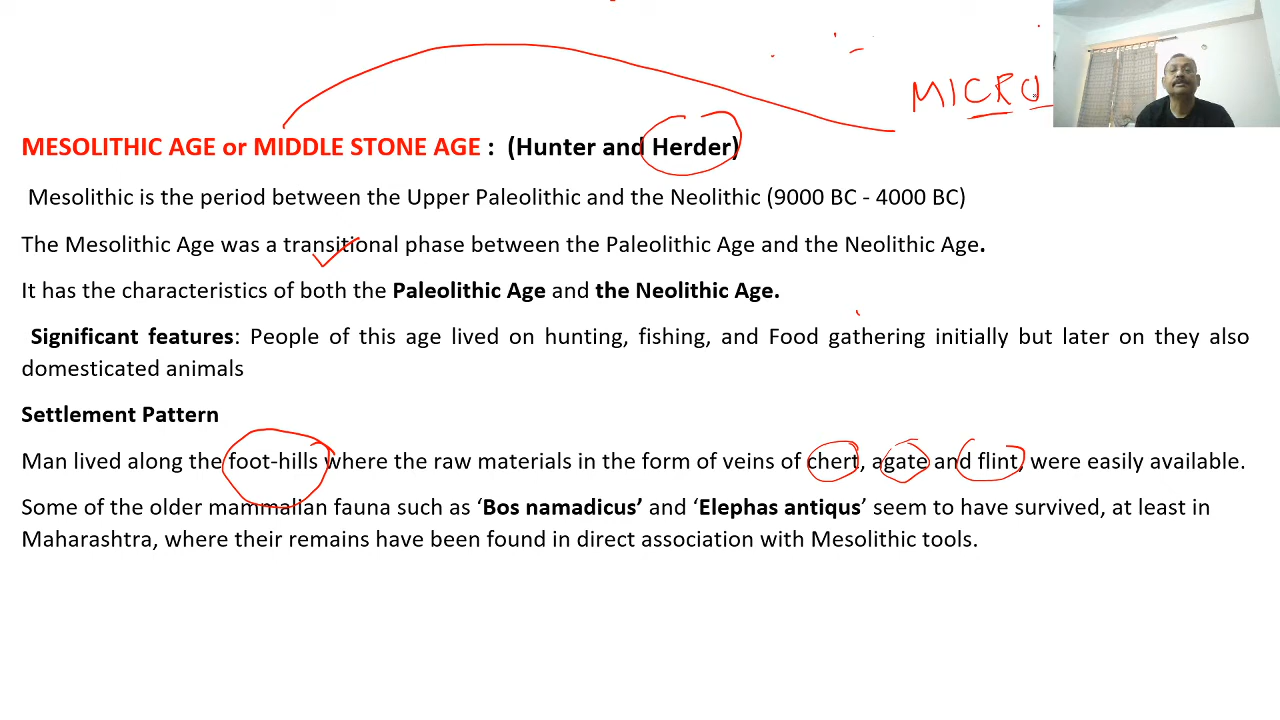 MICRO
MESOLITHIC AGE or MIDDLE STONE AGE : (Hunter and Herder)
Mesolithic is the period between the Upper Paleolithic and the Neolithic (9000 BC - 4000 BC)
The Mesolithic Age was a transitional phase between the Paleolithic Age and the Neolithic Age.
It has the characteristics of both the Paleolithic Age and the Neolithic Age.
Significant features: People of this age lived on hunting, fishing, and Food gathering initially but later on they also
domesticated animals
Settlement Pattern
Man lived along the foot-hills where the raw materials in the form of veins of chert, agate and flint, were easily available.
Some of the older mammalian fauna such as ‘Bos namadicus’ and ‘Elephas antiqus’ seem to have survived, at least in
Maharashtra, where their remains have been found in direct association with Mesolithic tools.